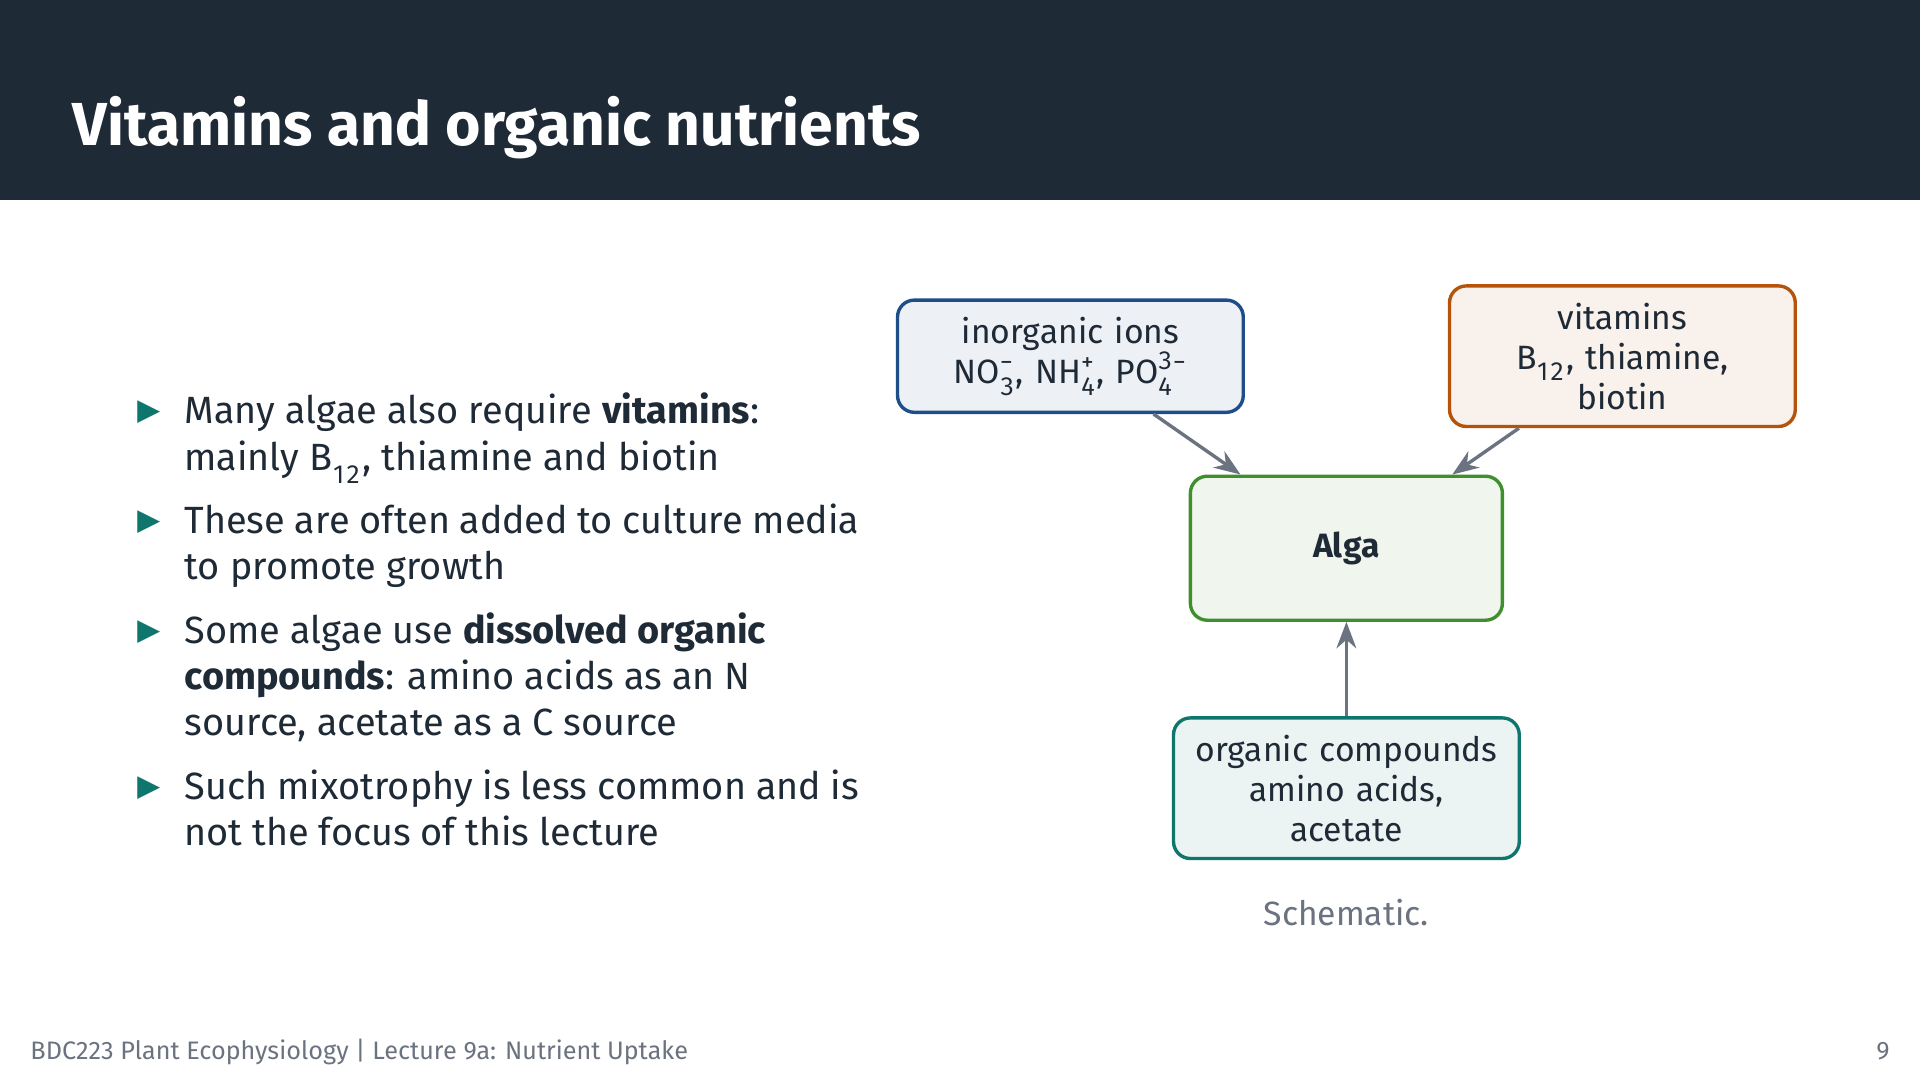 Vitamins and organic nutrients
► Many algae also require vitamins:
mainly B₁₂, thiamine and biotin
► These are often added to culture media
to promote growth
► Some algae use dissolved organic
compounds: amino acids as an N
source, acetate as a C source
► Such mixotrophy is less common and is
not the focus of this lecture
inorganic ions
NO₃⁻, NH₄⁺, PO₄³⁻
vitamins
B₁₂, thiamine,
biotin
Alga
organic compounds
amino acids,
acetate
Schematic.
BDC223 Plant Ecophysiology | Lecture 9a: Nutrient Uptake
9